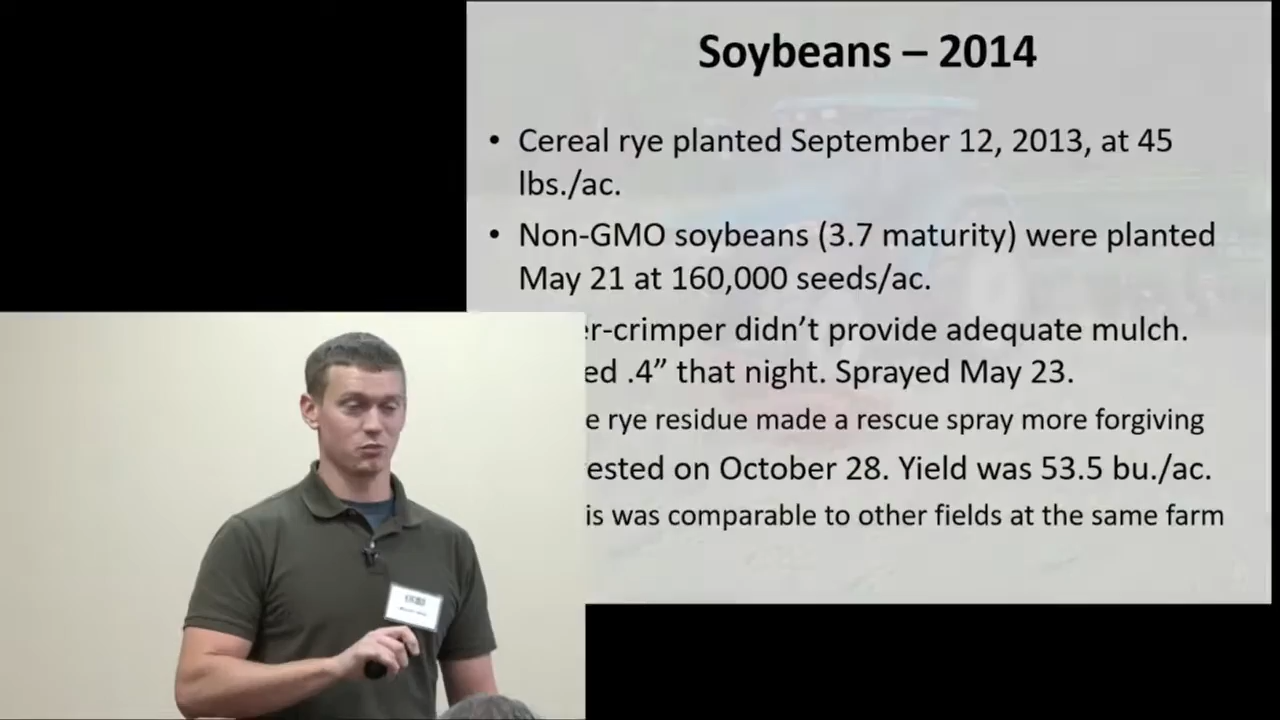 Soybeans – 2014
• Cereal rye planted September 12, 2013, at 45
lbs./ac.
• Non-GMO soybeans (3.7 maturity) were planted
May 21 at 160,000 seeds/ac.
er-crimper didn’t provide adequate mulch.
ed .4” that night. Sprayed May 23.
e rye residue made a rescue spray more forgiving
ested on October 28. Yield was 53.5 bu./ac.
is was comparable to other fields at the same farm